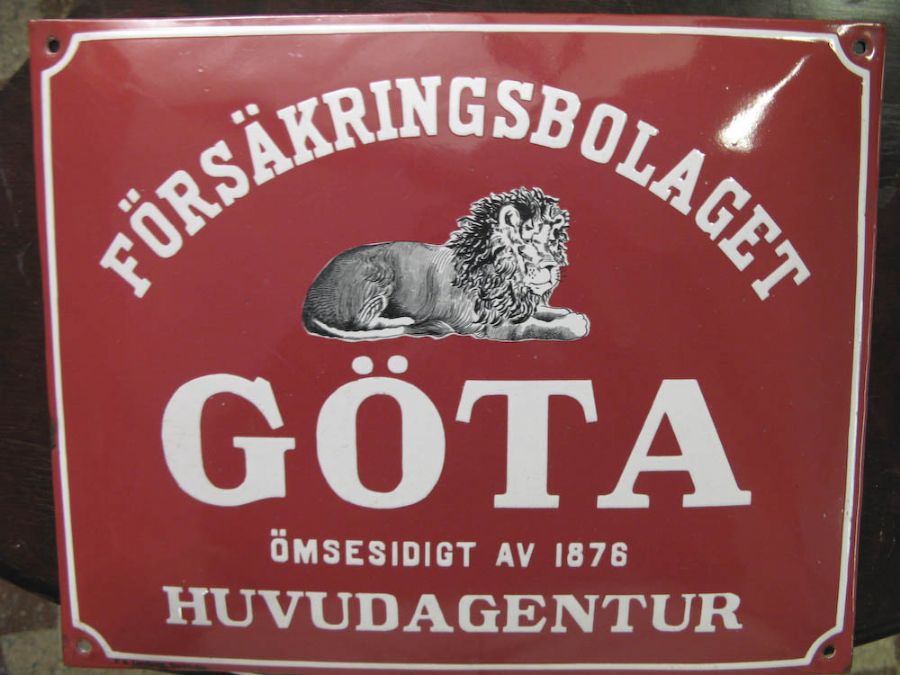 FÖRSÄKRINGSBOLAGET
GÖTA
ÖMSESIDIGT AV 1876
HUVUDAGENTUR